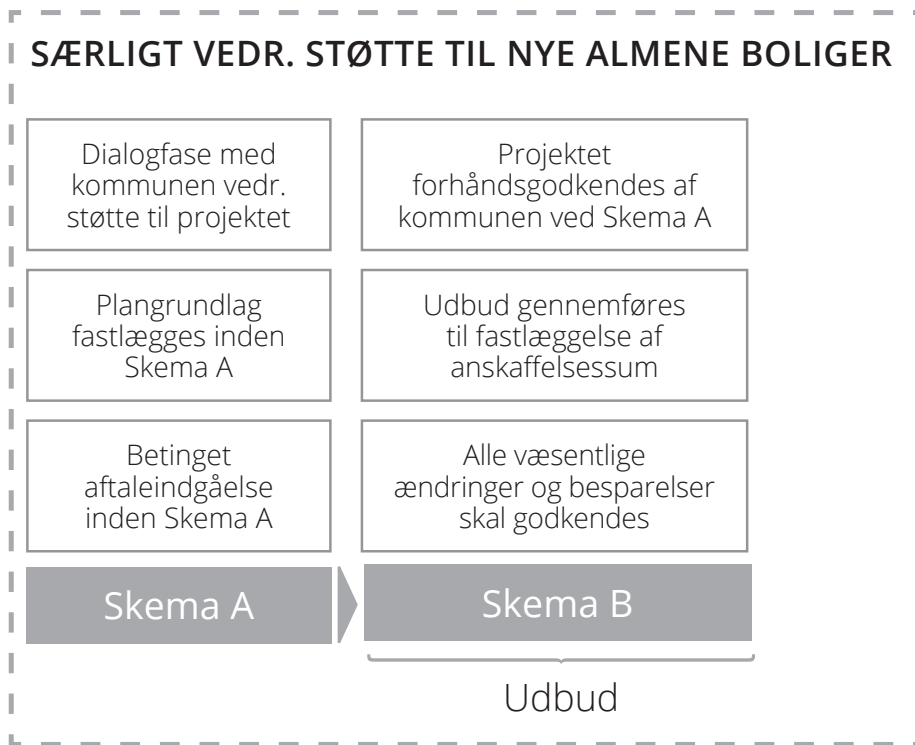 SÆRLIGT VEDR. STØTTE TIL NYE ALMENE BOLIGER
Dialogfase med
kommunen vedr.
støtte til projektet
Plangrundlag
fastlægges inden
Skema A
Betinget
aftaleindgåelse
inden Skema A
Skema A
Projektet
forhåndsgodkendes af
kommunen ved Skema A
Udbud gennemføres
til fastlæggelse af
anskaffelsessum
Alle væsentlige
ændringer og besparelser
skal godkendes
Skema B
Udbud